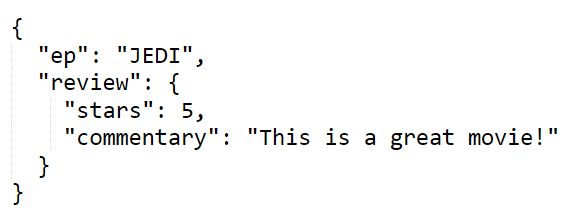 {
  "ep": "JEDI",
  "review": {
    "stars": 5,
    "commentary": "This is a great movie!"
  }
}